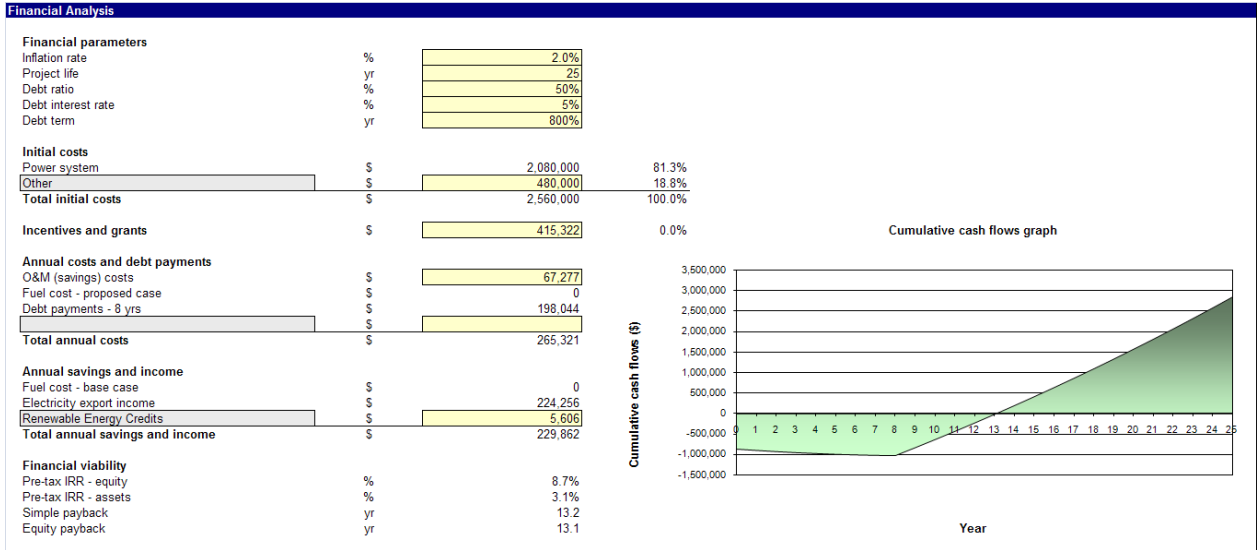 Financial Analysis
Financial parameters
Inflation rate % 2.0%
Project life yr 25
Debt ratio % 50%
Debt interest rate % 5%
Debt term yr 800%
Initial costs
Power system $ 2,080,000 81.3%
Other $ 480,000 18.8%
Total initial costs $ 2,560,000 100.0%
Incentives and grants $ 415,322 0.0%
Annual costs and debt payments
O&M (savings) costs $ 67,277
Fuel cost - proposed case $ 0
Debt payments - 8 yrs $ 198,044
$
Total annual costs $ 265,321
Annual savings and income
Fuel cost - base case $ 0
Electricity export income $ 224,256
Renewable Energy Credits $ 5,606
Total annual savings and income $ 229,862
Financial viability
Pre-tax IRR - equity % 8.7%
Pre-tax IRR - assets % 3.1%
Simple payback yr 13.2
Equity payback yr 13.1
Cumulative cash flows graph
Cumulative cash flows ($)
3,500,000
3,000,000
2,500,000
2,000,000
1,500,000
1,000,000
500,000
0
-500,000
-1,000,000
-1,500,000
0 1 2 3 4 5 6 7 8 9 10 11 12 13 14 15 16 17 18 19 20 21 22 23 24 25
Year